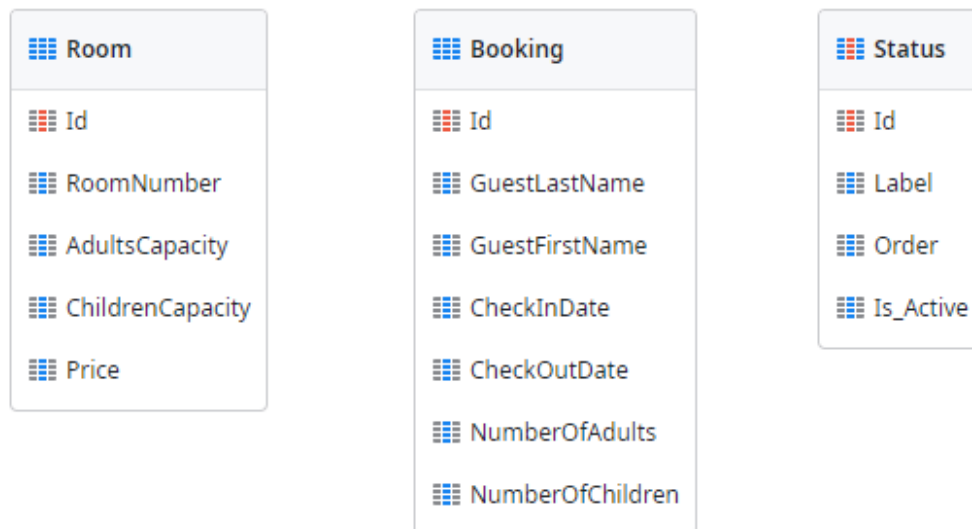 Room
Id
RoomNumber
AdultsCapacity
ChildrenCapacity
Price
Booking
Id
GuestLastName
GuestFirstName
CheckInDate
CheckOutDate
NumberOfAdults
NumberOfChildren
Status
Id
Label
Order
Is_Active